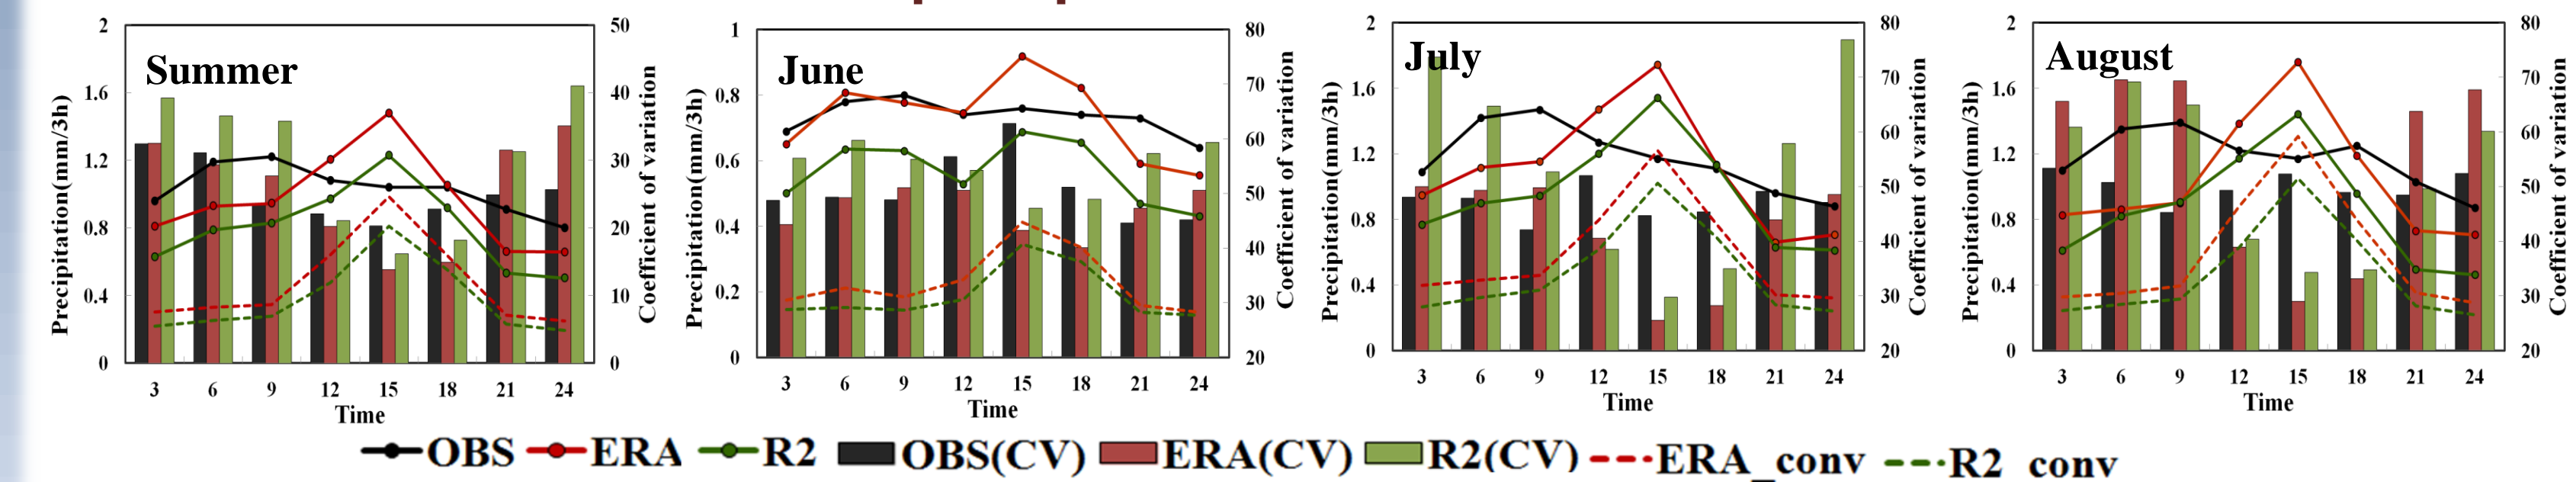 Summer
Precipitation(mm/3h)
2
1.6
1.2
0.8
0.4
0
50
40
30
20
10
0
Coefficient of variation
3 6 9 12 15 18 21 24
Time
June
Precipitation(mm/3h)
1
0.8
0.6
0.4
0.2
0
80
70
60
50
40
30
20
Coefficient of variation
3 6 9 12 15 18 21 24
Time
July
Precipitation(mm/3h)
2
1.6
1.2
0.8
0.4
0
80
70
60
50
40
30
20
Coefficient of variation
3 6 9 12 15 18 21 24
Time
August
Precipitation(mm/3h)
2
1.6
1.2
0.8
0.4
0
80
70
60
50
40
30
20
Coefficient of variation
3 6 9 12 15 18 21 24
Time
OBS ERA R2 OBS(CV) ERA(CV) R2(CV) ERA_conv R2 conv